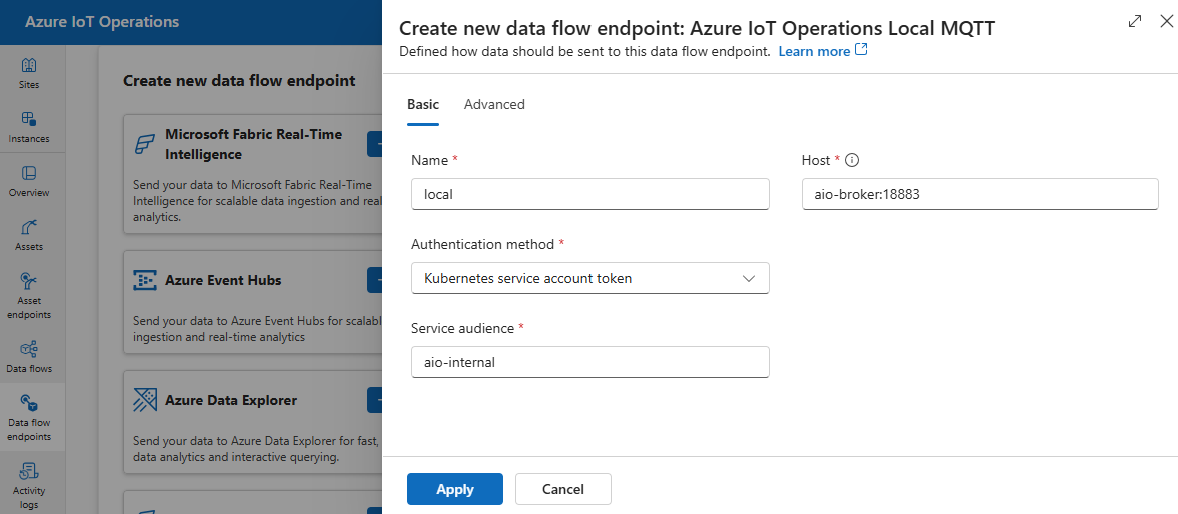 Azure IoT Operations
Sites
Instances
Overview
Assets
Asset
endpoints
Data flows
Data flow
endpoints
Activity
logs
Create new data flow endpoint
Microsoft Fabric Real-Time
Intelligence
Send your data to Microsoft Fabric Real-Time
Intelligence for scalable data ingestion and real
analytics.
Azure Event Hubs
Send your data to Azure Event Hubs for scalabl
ingestion and real-time analytics
Azure Data Explorer
Send your data to Azure Data Explorer for fast,
data analytics and interactive querying.
Create new data flow endpoint: Azure IoT Operations Local MQTT
Defined how data should be sent to this data flow endpoint. Learn more
Basic Advanced
Name *
local
Host *
aio-broker:18883
Authentication method *
Kubernetes service account token
Service audience *
aio-internal
Apply Cancel